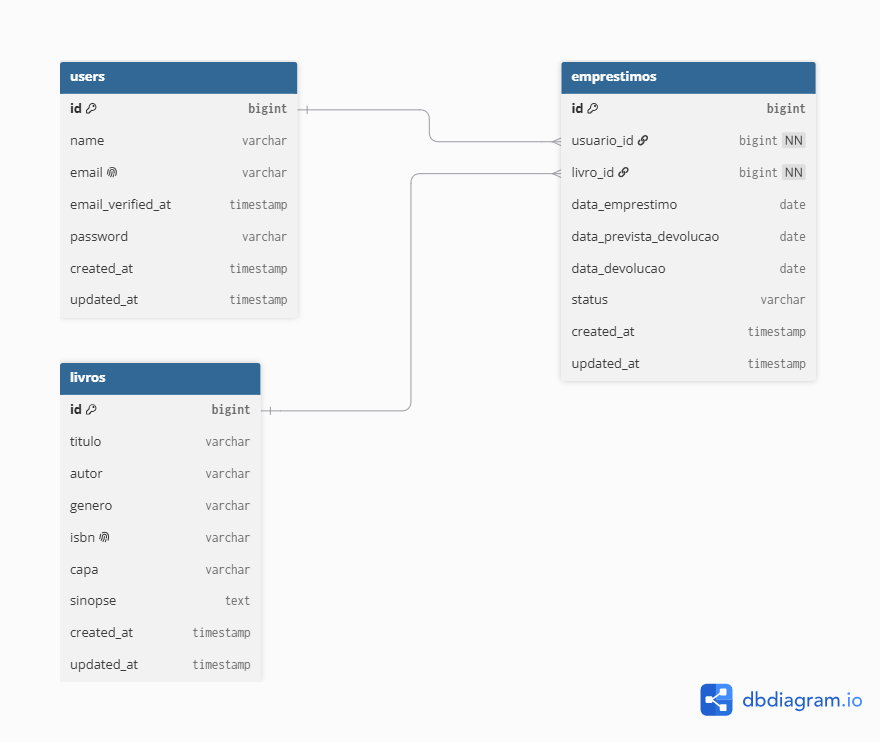 users
id bigint
name varchar
email varchar
email_verified_at timestamp
password varchar
created_at timestamp
updated_at timestamp
livros
id bigint
titulo varchar
autor varchar
genero varchar
isbn varchar
capa varchar
sinopse text
created_at timestamp
updated_at timestamp
emprestimos
id bigint
usuario_id bigint NN
livro_id bigint NN
data_emprestimo date
data_prevista_devolucao date
data_devolucao date
status varchar
created_at timestamp
updated_at timestamp
dbdiagram.io